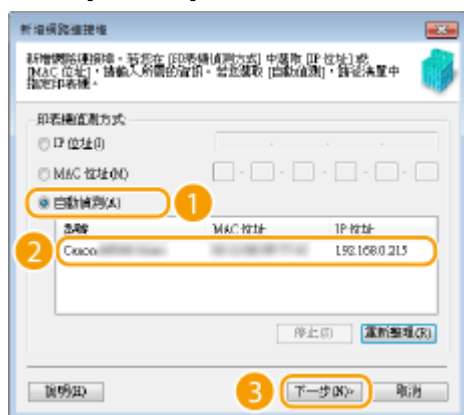 新增網路連接埠
新增網路連接埠。若您在 [印表機偵測方式] 中選取 [IP 位址] 或
[MAC 位址],請輸入所需的資訊。若您選取 [自動偵測],請從清單中
指定印表機。
印表機偵測方式
IP 位址(I)
MAC 位址(M)
自動偵測(A)
1
型號 MAC 位址 IP 位址
2
Canon 192.168.0.215
停止(T) 重新整理(R)
說明(H) 3 下一步(N)> 取消